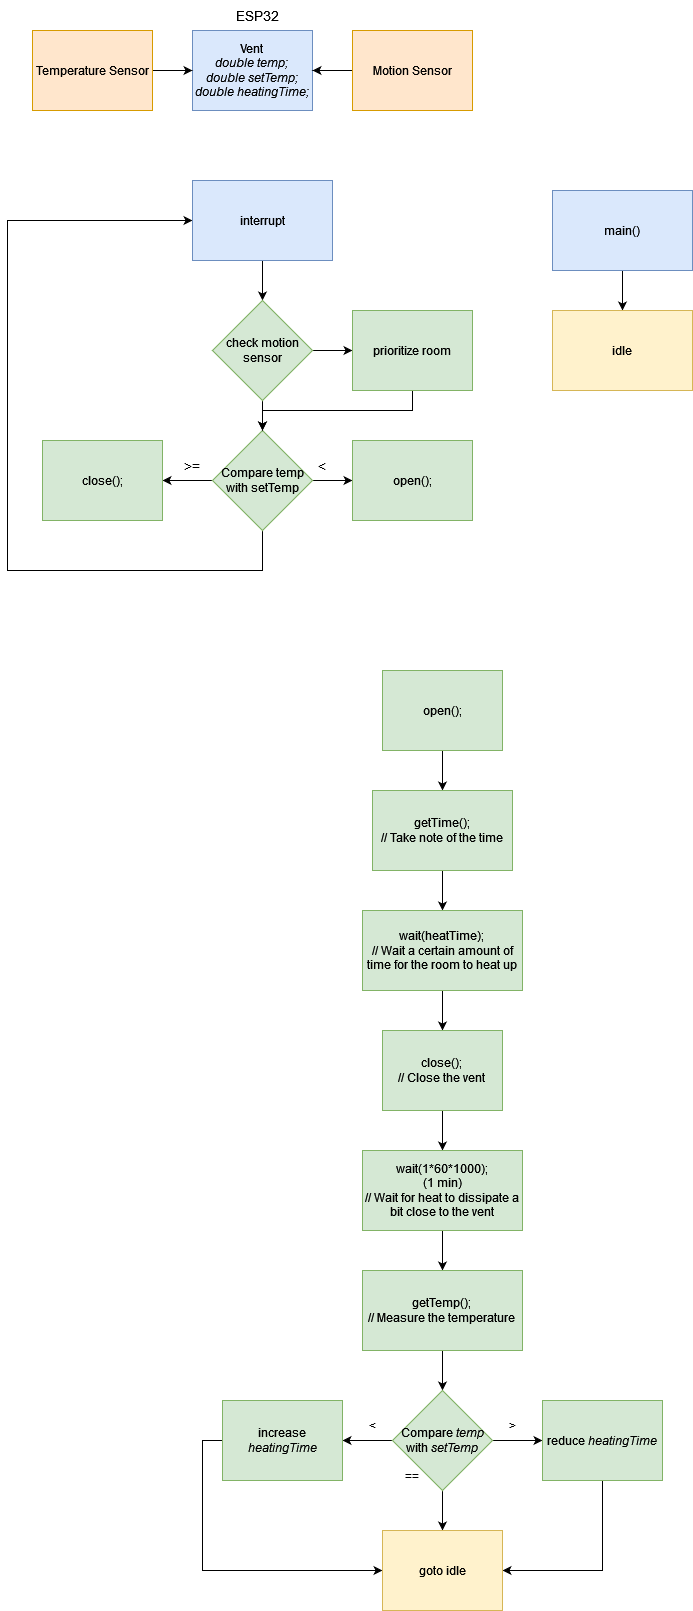 ESP32
Temperature Sensor
Vent
double temp;
double setTemp;
double heatingTime;
Motion Sensor
interrupt
main()
check motion
sensor
prioritize room
idle
close();
>=
Compare temp
with setTemp
<
open();
open();
getTime();
// Take note of the time
wait(heatTime);
// Wait a certain amount of
time for the room to heat up
close();
// Close the vent
wait(1*60*1000);
(1 min)
// Wait for heat to dissipate a
bit close to the vent
getTemp();
// Measure the temperature
increase
heatingTime
<
Compare temp
with setTemp
>
reduce heatingTime
==
goto idle